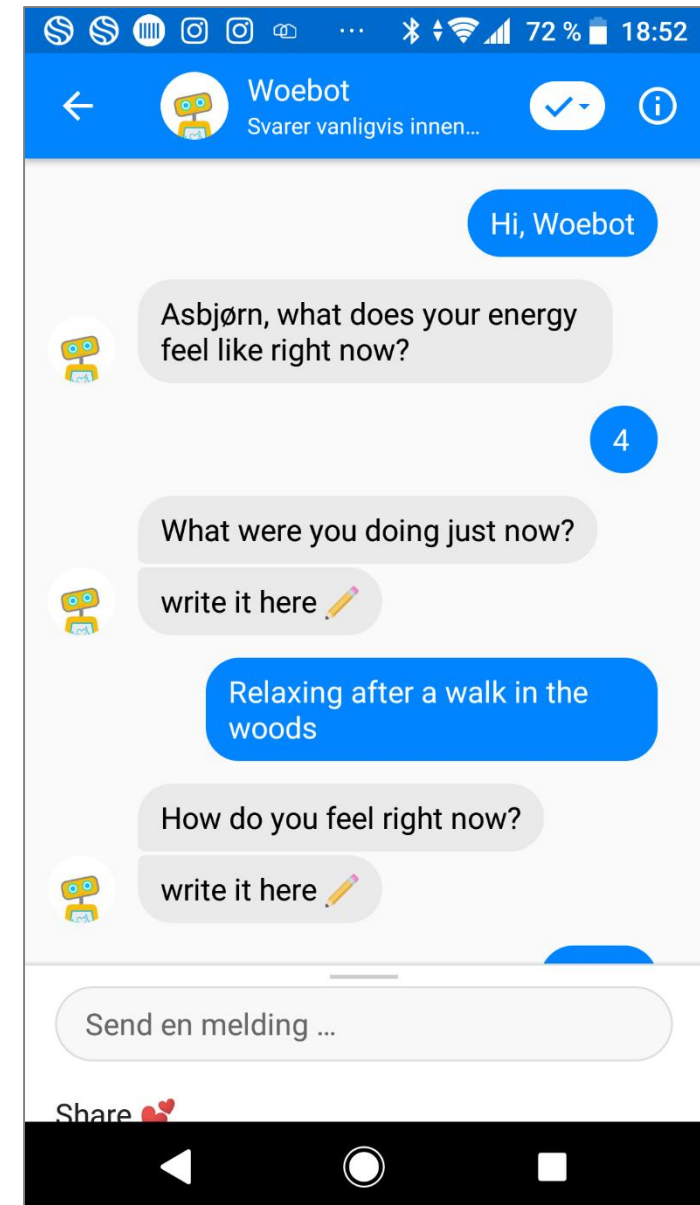 72 % 18:52
Woebot
Svarer vanligvis innen...
Hi, Woebot
Asbjørn, what does your energy
feel like right now?
4
What were you doing just now?
write it here ✏️
Relaxing after a walk in the
woods
How do you feel right now?
write it here ✏️
Send en melding ...
Share 💕